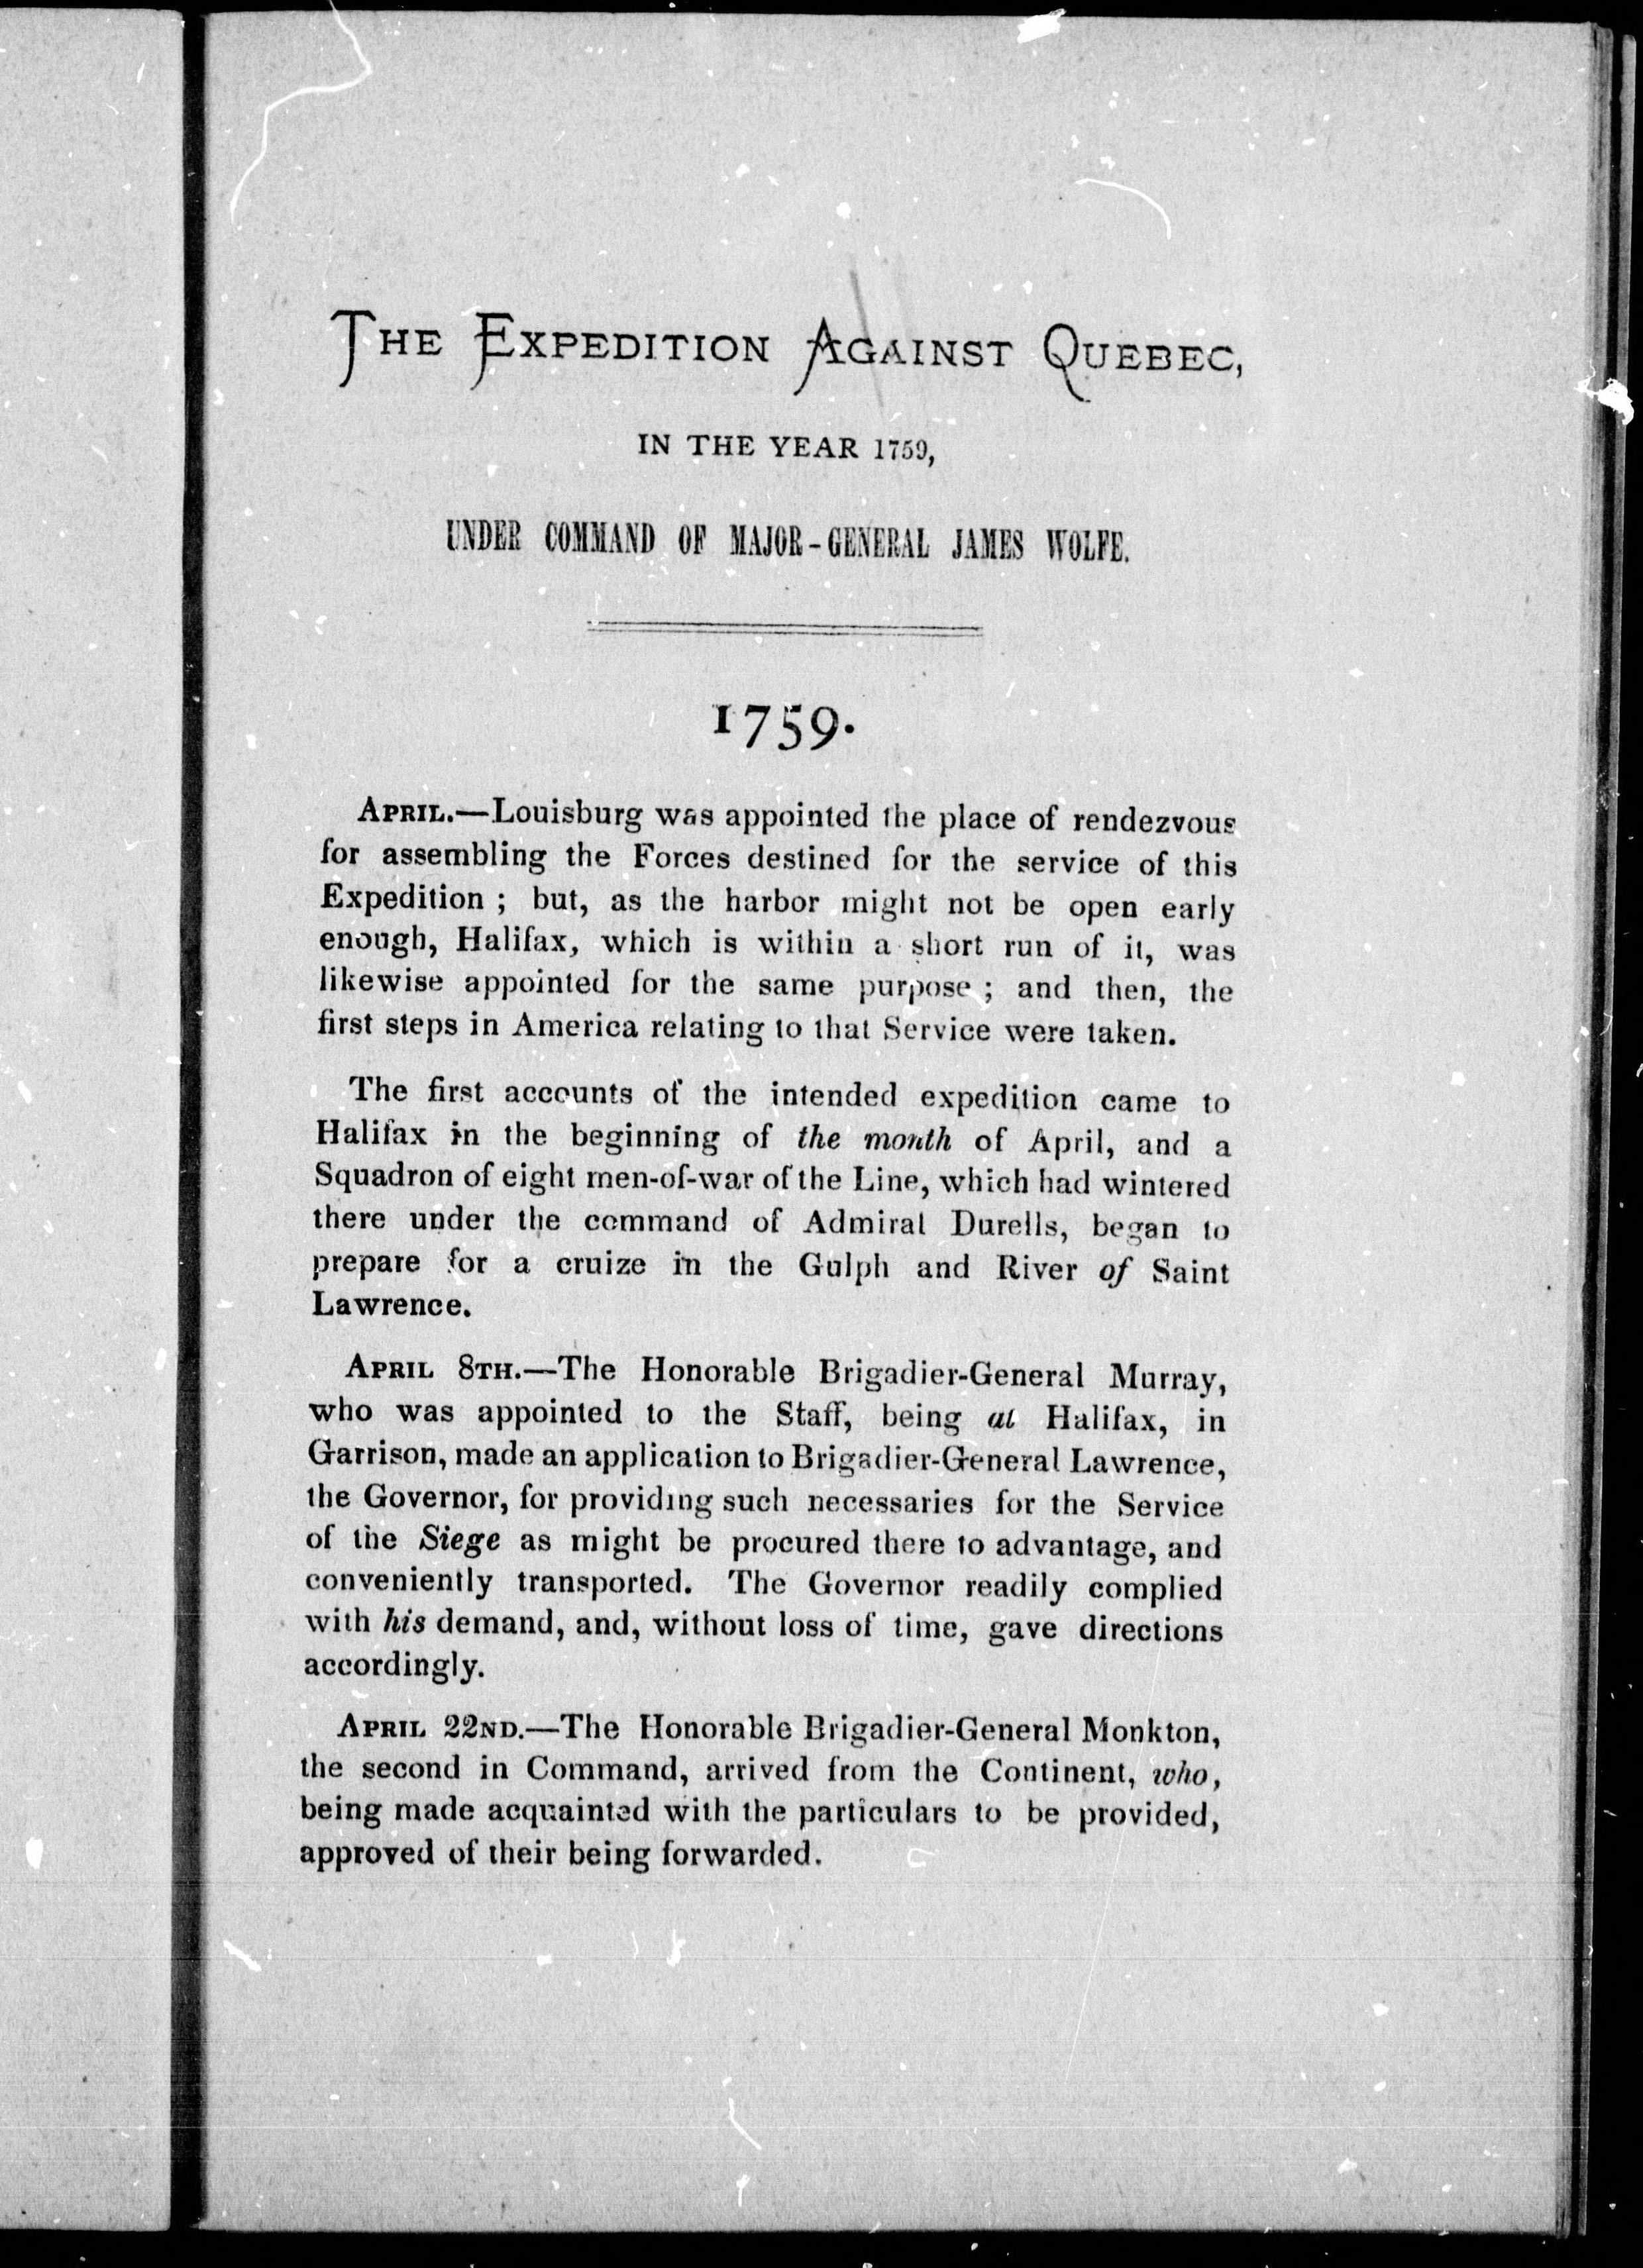 THE EXPEDITION AGAINST QUEBEC,
IN THE YEAR 1759,
UNDER COMMAND OF MAJOR-GENERAL JAMES WOLFE.
1759.
APRIL.—Louisburg was appointed the place of rendezvous
for assembling the Forces destined for the service of this
Expedition ; but, as the harbor might not be open early
enough, Halifax, which is within a short run of it, was
likewise appointed for the same purpose ; and then, the
first steps in America relating to that Service were taken.
The first accounts of the intended expedition came to
Halifax in the beginning of the month of April, and a
Squadron of eight men-of-war of the Line, which had wintered
there under the command of Admiral Durells, began to
prepare for a cruize in the Gulph and River of Saint
Lawrence.
APRIL 8TH.—The Honorable Brigadier-General Murray,
who was appointed to the Staff, being at Halifax, in
Garrison, made an application to Brigadier-General Lawrence,
the Governor, for providing such necessaries for the Service
of the Siege as might be procured there to advantage, and
conveniently transported. The Governor readily complied
with his demand, and, without loss of time, gave directions
accordingly.
APRIL 22ND.—The Honorable Brigadier-General Monkton,
the second in Command, arrived from the Continent, who,
being made acquainted with the particulars to be provided,
approved of their being forwarded.